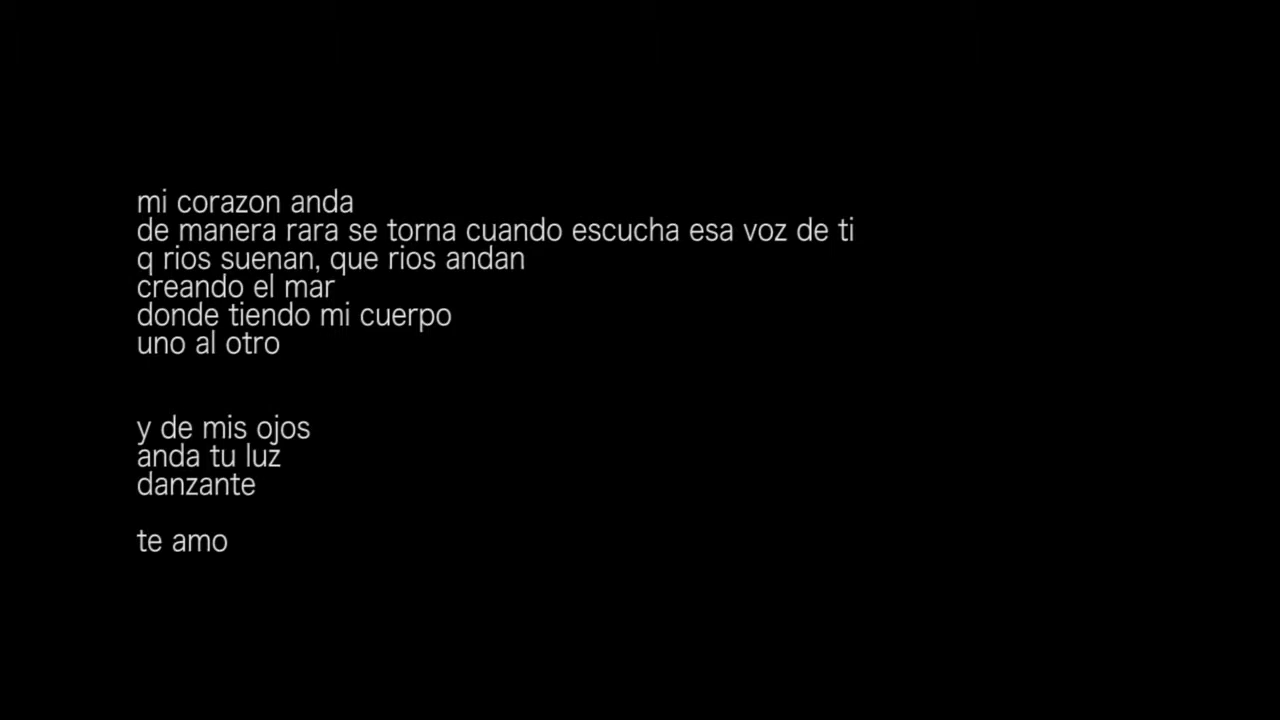 mi corazon anda
de manera rara se torna cuando escucha esa voz de ti
q rios suenan, que rios andan
creando el mar
donde tiendo mi cuerpo
uno al otro
y de mis ojos
anda tu luz
danzante
te amo